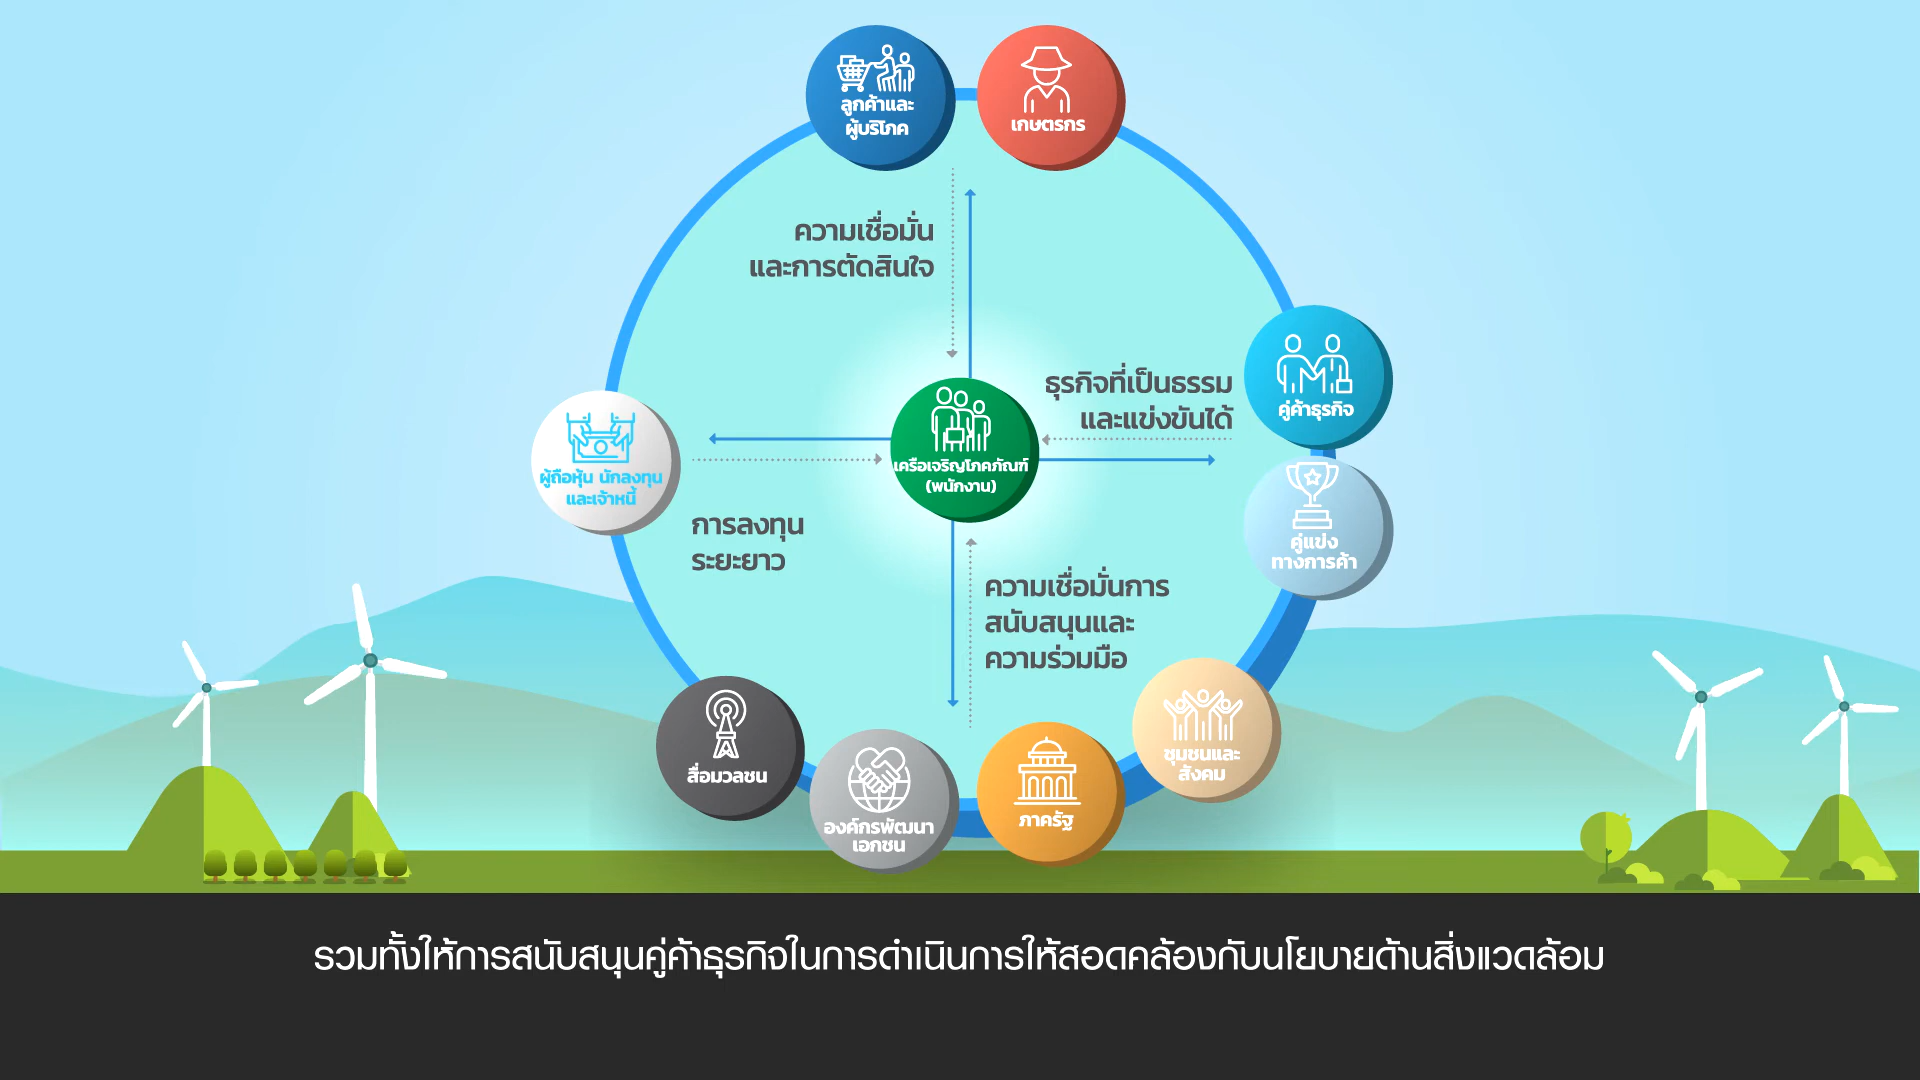 ลูกค้าและ
ผู้บริโภค
เกษตรกร
ความเชื่อมั่น
และการตัดสินใจ
ธุรกิจที่เป็นธรรม
และแข่งขันได้
คู่ค้าธุรกิจ
ผู้ถือหุ้น นักลงทุน
และเจ้าหนี้
เครือเจริญโภคภัณฑ์
(พนักงาน)
คู่แข่ง
ทางการค้า
การลงทุน
ระยะยาว
ความเชื่อมั่นการ
สนับสนุนและ
ความร่วมมือ
สื่อมวลชน
องค์กรพัฒนา
เอกชน
ภาครัฐ
ชุมชนและ
สังคม
รวมทั้งให้การสนับสนุนคู่ค้าธุรกิจในการดำเนินการให้สอดคล้องกับนโยบายด้านสิ่งแวดล้อม